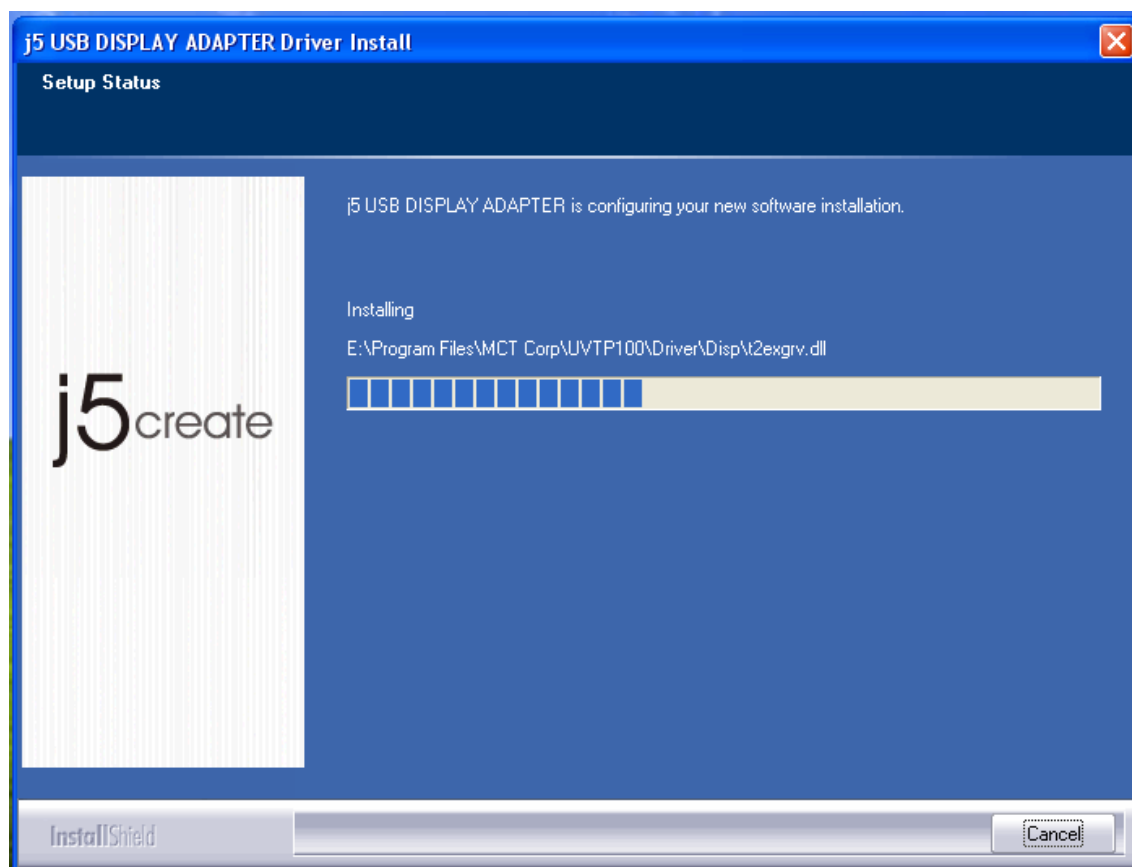 j5 USB DISPLAY ADAPTER Driver Install
Setup Status
j5 USB DISPLAY ADAPTER is configuring your new software installation.
Installing
E:\Program Files\MCT Corp\UVTP100\Driver\Disp\t2exgrv.dll
j5create
InstallShield
Cancel